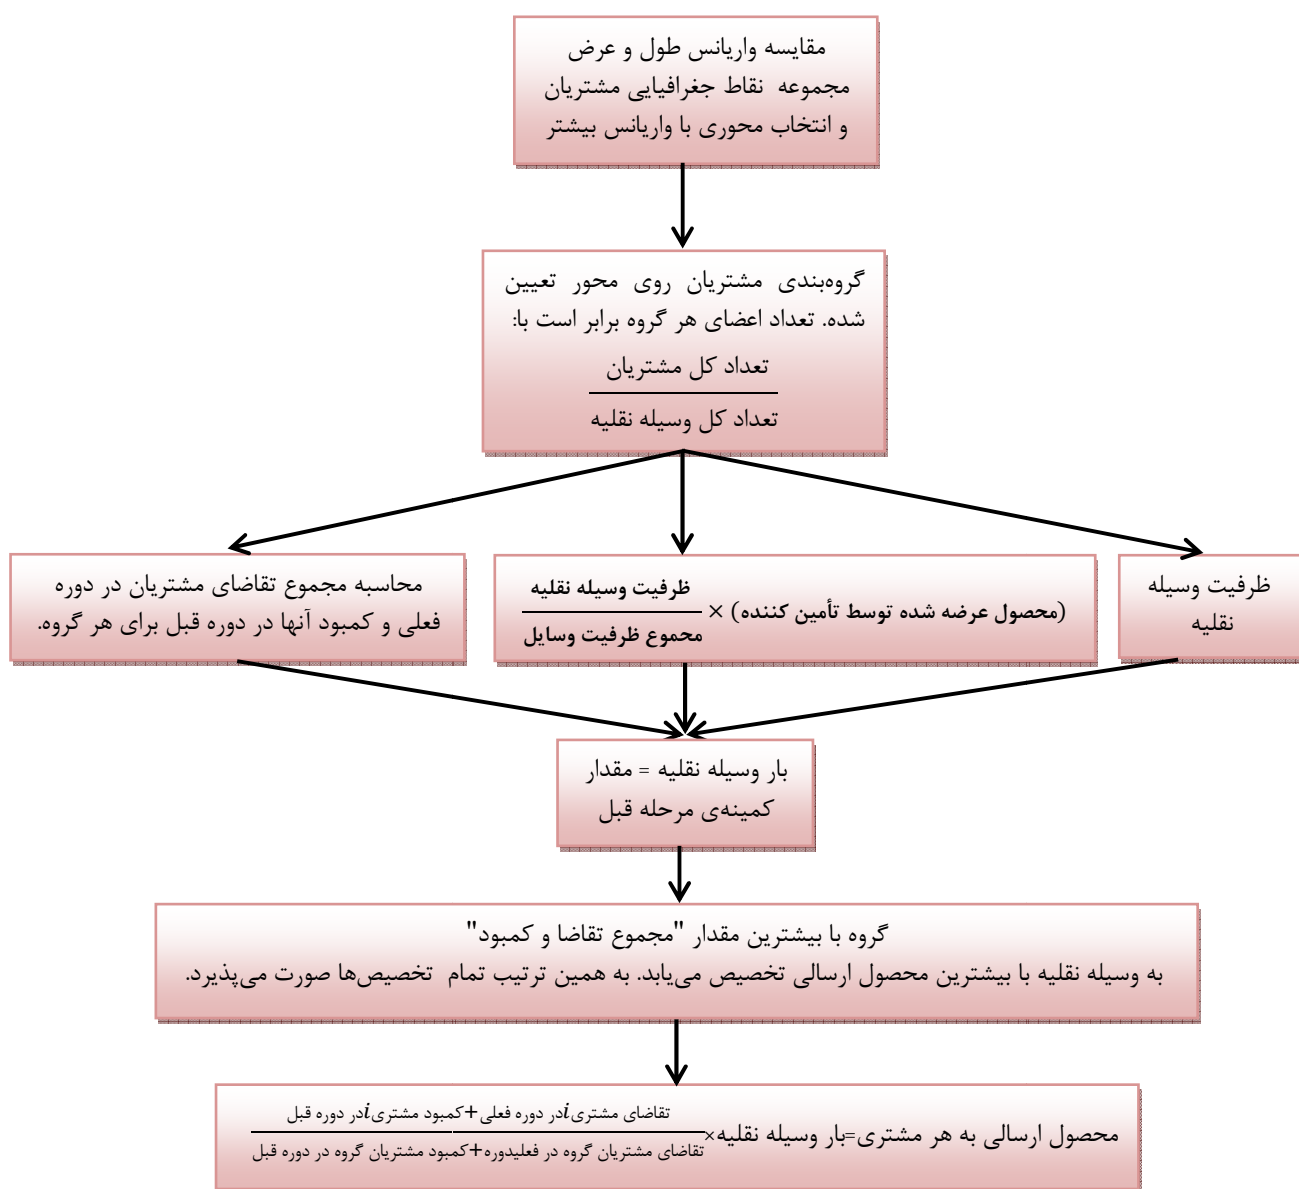 مقایسه واریانس طول و عرض
مجموعه نقاط جغرافیایی مشتریان
و انتخاب محوری با واریانس بیشتر
گروه‌بندی مشتریان روی محور تعیین
شده. تعداد اعضای هر گروه برابر است با:
تعداد کل مشتریان
تعداد کل وسیله نقلیه
ظرفیت وسیله
نقلیه
(محصول عرضه شده توسط تأمین کننده) ×
ظرفیت وسیله نقلیه
محموع ظرفیت وسایل
محاسبه مجموع تقاضای مشتریان در دوره
فعلی و کمبود آنها در دوره قبل برای هر گروه.
بار وسیله نقلیه = مقدار
کمینه‌ی مرحله قبل
گروه با بیشترین مقدار "مجموع تقاضا و کمبود"
به وسیله نقلیه با بیشترین محصول ارسالی تخصیص می‌یابد. به همین ترتیب تمام تخصیص‌ها صورت می‌پذیرد.
محصول ارسالی به هر مشتری=بار وسیله نقلیه×
تقاضای مشتری i در دوره فعلی+کمبود مشتری i در دوره قبل
تقاضای مشتریان گروه در فعلیدوره+کمبود مشتریان گروه در دوره قبل